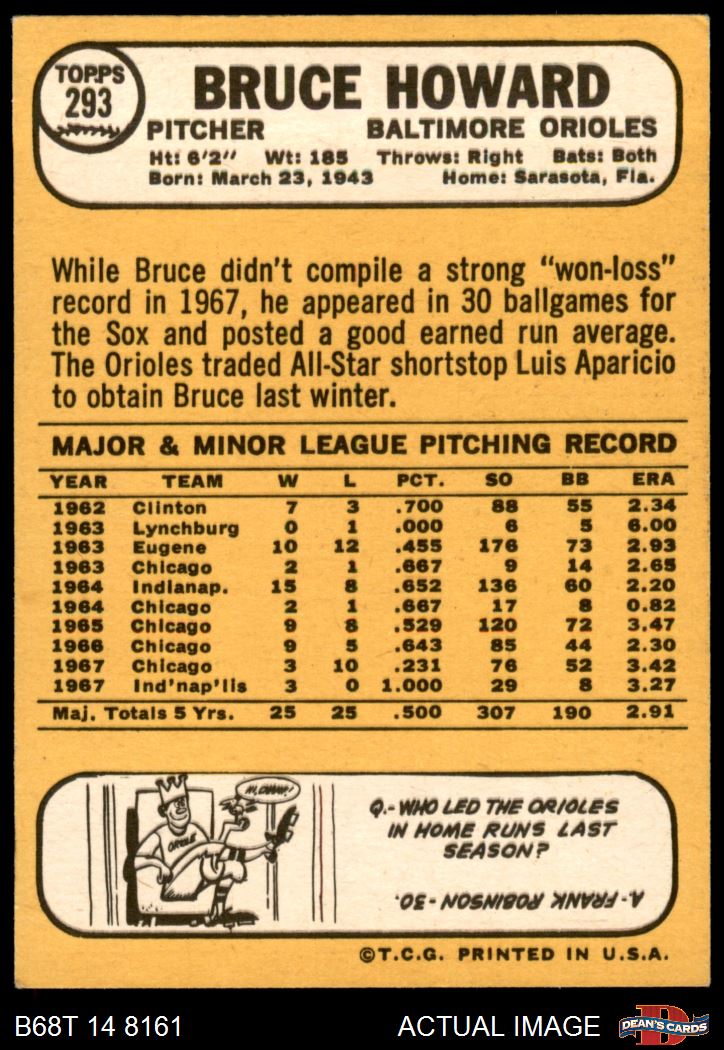 TOPPS
293
BRUCE HOWARD
PITCHER BALTIMORE ORIOLES
Ht: 6'2" Wt: 185 Throws: Right Bats: Both
Born: March 23, 1943 Home: Sarasota, Fla.
While Bruce didn't compile a strong "won-loss"
record in 1967, he appeared in 30 ballgames for
the Sox and posted a good earned run average.
The Orioles traded All-Star shortstop Luis Aparicio
to obtain Bruce last winter.
MAJOR & MINOR LEAGUE PITCHING RECORD
YEAR TEAM W L PCT. SO BB ERA
1962 Clinton 7 3 .700 88 55 2.34
1963 Lynchburg 0 1 .000 6 5 6.00
1963 Eugene 10 12 .455 176 73 2.93
1963 Chicago 2 1 .667 9 14 2.65
1964 Indianap. 15 8 .652 136 60 2.20
1964 Chicago 2 1 .667 17 8 0.82
1965 Chicago 9 8 .529 120 72 3.47
1966 Chicago 9 5 .643 85 44 2.30
1967 Chicago 3 10 .231 76 52 3.42
1967 Ind'nap'lis 3 0 1.000 29 8 3.27
Maj. Totals 5 Yrs. 25 25 .500 307 190 2.91
ORIOLE
HI, CHAMP!
Q.-WHO LED THE ORIOLES
IN HOME RUNS LAST
SEASON?
A.-FRANK ROBINSON-30.
©T.C.G. PRINTED IN U.S.A.
B68T 14 8161 ACTUAL IMAGE
D
DEAN'S CARDS